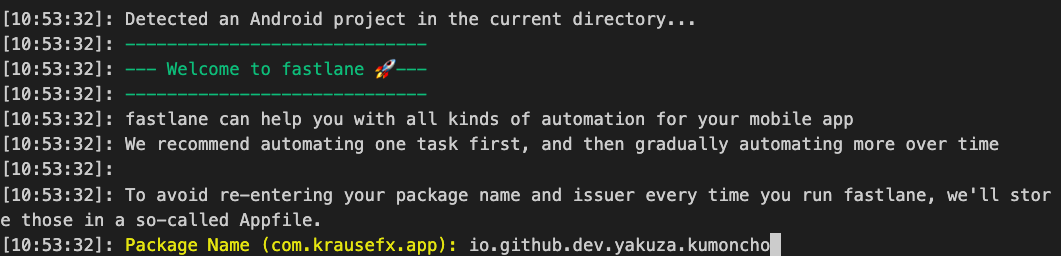 [10:53:32]: Detected an Android project in the current directory...
[10:53:32]: -----------------------------
[10:53:32]: --- Welcome to fastlane 🚀 ---
[10:53:32]: -----------------------------
[10:53:32]: fastlane can help you with all kinds of automation for your mobile app
[10:53:32]: We recommend automating one task first, and then gradually automating more over time
[10:53:32]:
[10:53:32]: To avoid re-entering your package name and issuer every time you run fastlane, we'll stor
e those in a so-called Appfile.
[10:53:32]: Package Name (com.krausefx.app): io.github.dev.yakuza.kumoncho